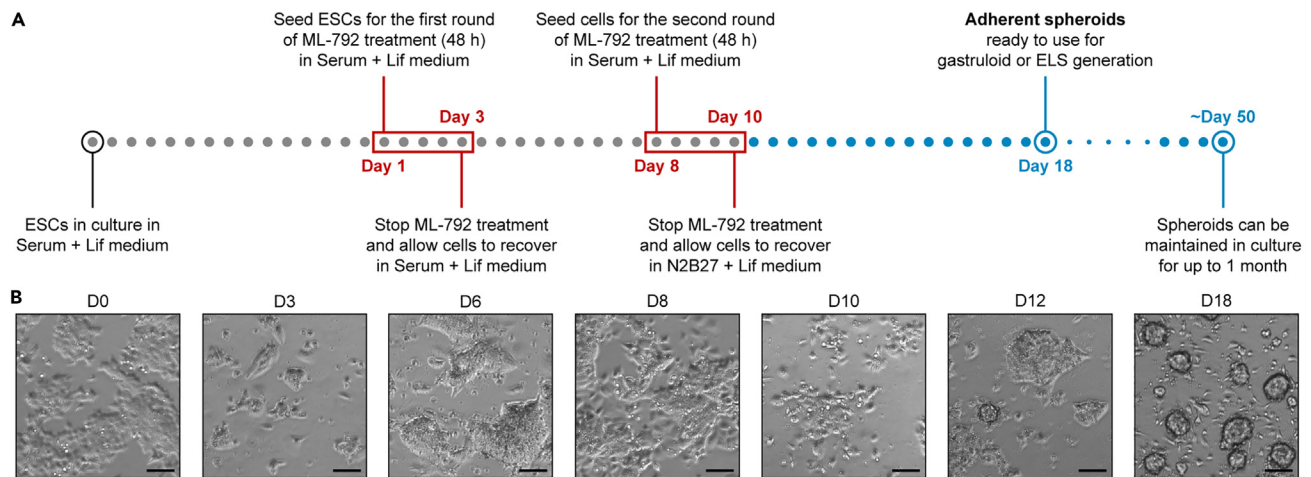 A
Seed ESCs for the first round
of ML-792 treatment (48 h)
in Serum + Lif medium
Seed cells for the second round
of ML-792 treatment (48 h)
in Serum + Lif medium
Adherent spheroids
ready to use for
gastruloid or ELS generation
Day 3
Day 10
~Day 50
Day 1
Day 8
Day 18
ESCs in culture in
Serum + Lif medium
Stop ML-792 treatment
and allow cells to recover
in Serum + Lif medium
Stop ML-792 treatment
and allow cells to recover
in N2B27 + Lif medium
Spheroids can be
maintained in culture
for up to 1 month
B
D0
D3
D6
D8
D10
D12
D18